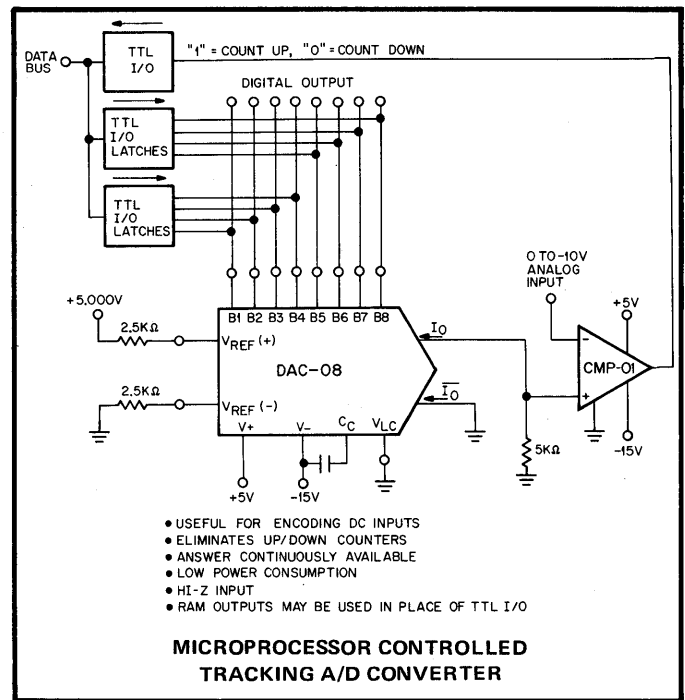 DATA
BUS
TTL
I/O
"1" = COUNT UP, "0" = COUNT DOWN
DIGITAL OUTPUT
TTL
I/O
LATCHES
TTL
I/O
LATCHES
+5.000V
2.5KΩ
2.5KΩ
B1 B2 B3 B4 B5 B6 B7 B8
VREF (+)
DAC-08
VREF (-)
V+ V- CC VLC
IO
IO
+5V
-15V
0 TO -10V
ANALOG
INPUT
+5V
-
CMP-01
+
-15V
5KΩ
• USEFUL FOR ENCODING DC INPUTS
• ELIMINATES UP/DOWN COUNTERS
• ANSWER CONTINUOUSLY AVAILABLE
• LOW POWER CONSUMPTION
• HI-Z INPUT
• RAM OUTPUTS MAY BE USED IN PLACE OF TTL I/O
MICROPROCESSOR CONTROLLED
TRACKING A/D CONVERTER